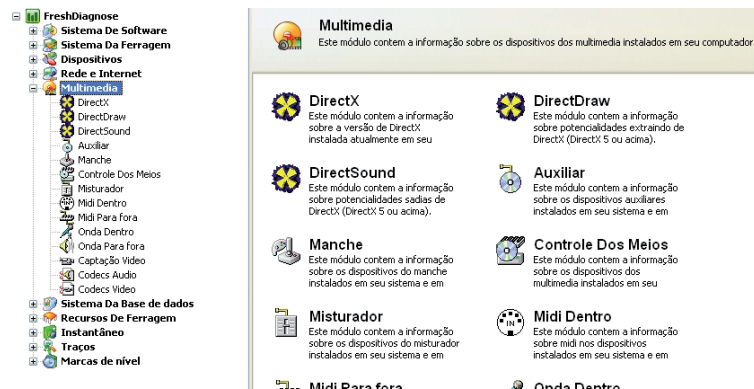 FreshDiagnose
Sistema De Software
Sistema Da Ferragem
Dispositivos
Rede e Internet
Multimedia
DirectX
DirectDraw
DirectSound
Auxiliar
Manche
Controle Dos Meios
Misturador
Midi Dentro
Midi Para fora
Onda Dentro
Onda Para fora
Captação Video
Codecs Audio
Codecs Video
Sistema Da Base de dados
Recursos De Ferragem
Instantâneo
Traços
Marcas de nível
Multimedia
Este módulo contem a informação sobre os dispositivos dos multimedia instalados em seu computador
DirectX
Este módulo contem a informação
sobre a versão de DirectX
instalada atualmente em seu
DirectDraw
Este módulo contem a informação
sobre potencialidades extraindo de
DirectX (DirectX 5 ou acima).
DirectSound
Este módulo contem a informação
sobre potencialidades sadias de
DirectX (DirectX 5 ou acima).
Auxiliar
Este módulo contem a informação
sobre os dispositivos auxiliares
instalados em seu sistema e em
Manche
Este módulo contem a informação
sobre os dispositivos do manche
instalados em seu sistema e em
Controle Dos Meios
Este módulo contem a informação
sobre os dispositivos dos
multimedia instalados em seu
Misturador
Este módulo contem a informação
sobre os dispositivos do misturador
instalados em seu sistema e em
Midi Dentro
Este módulo contem a informação
sobre midi nos dispositivos
instalados em seu sistema e em
Midi Para fora
Onda Dentro